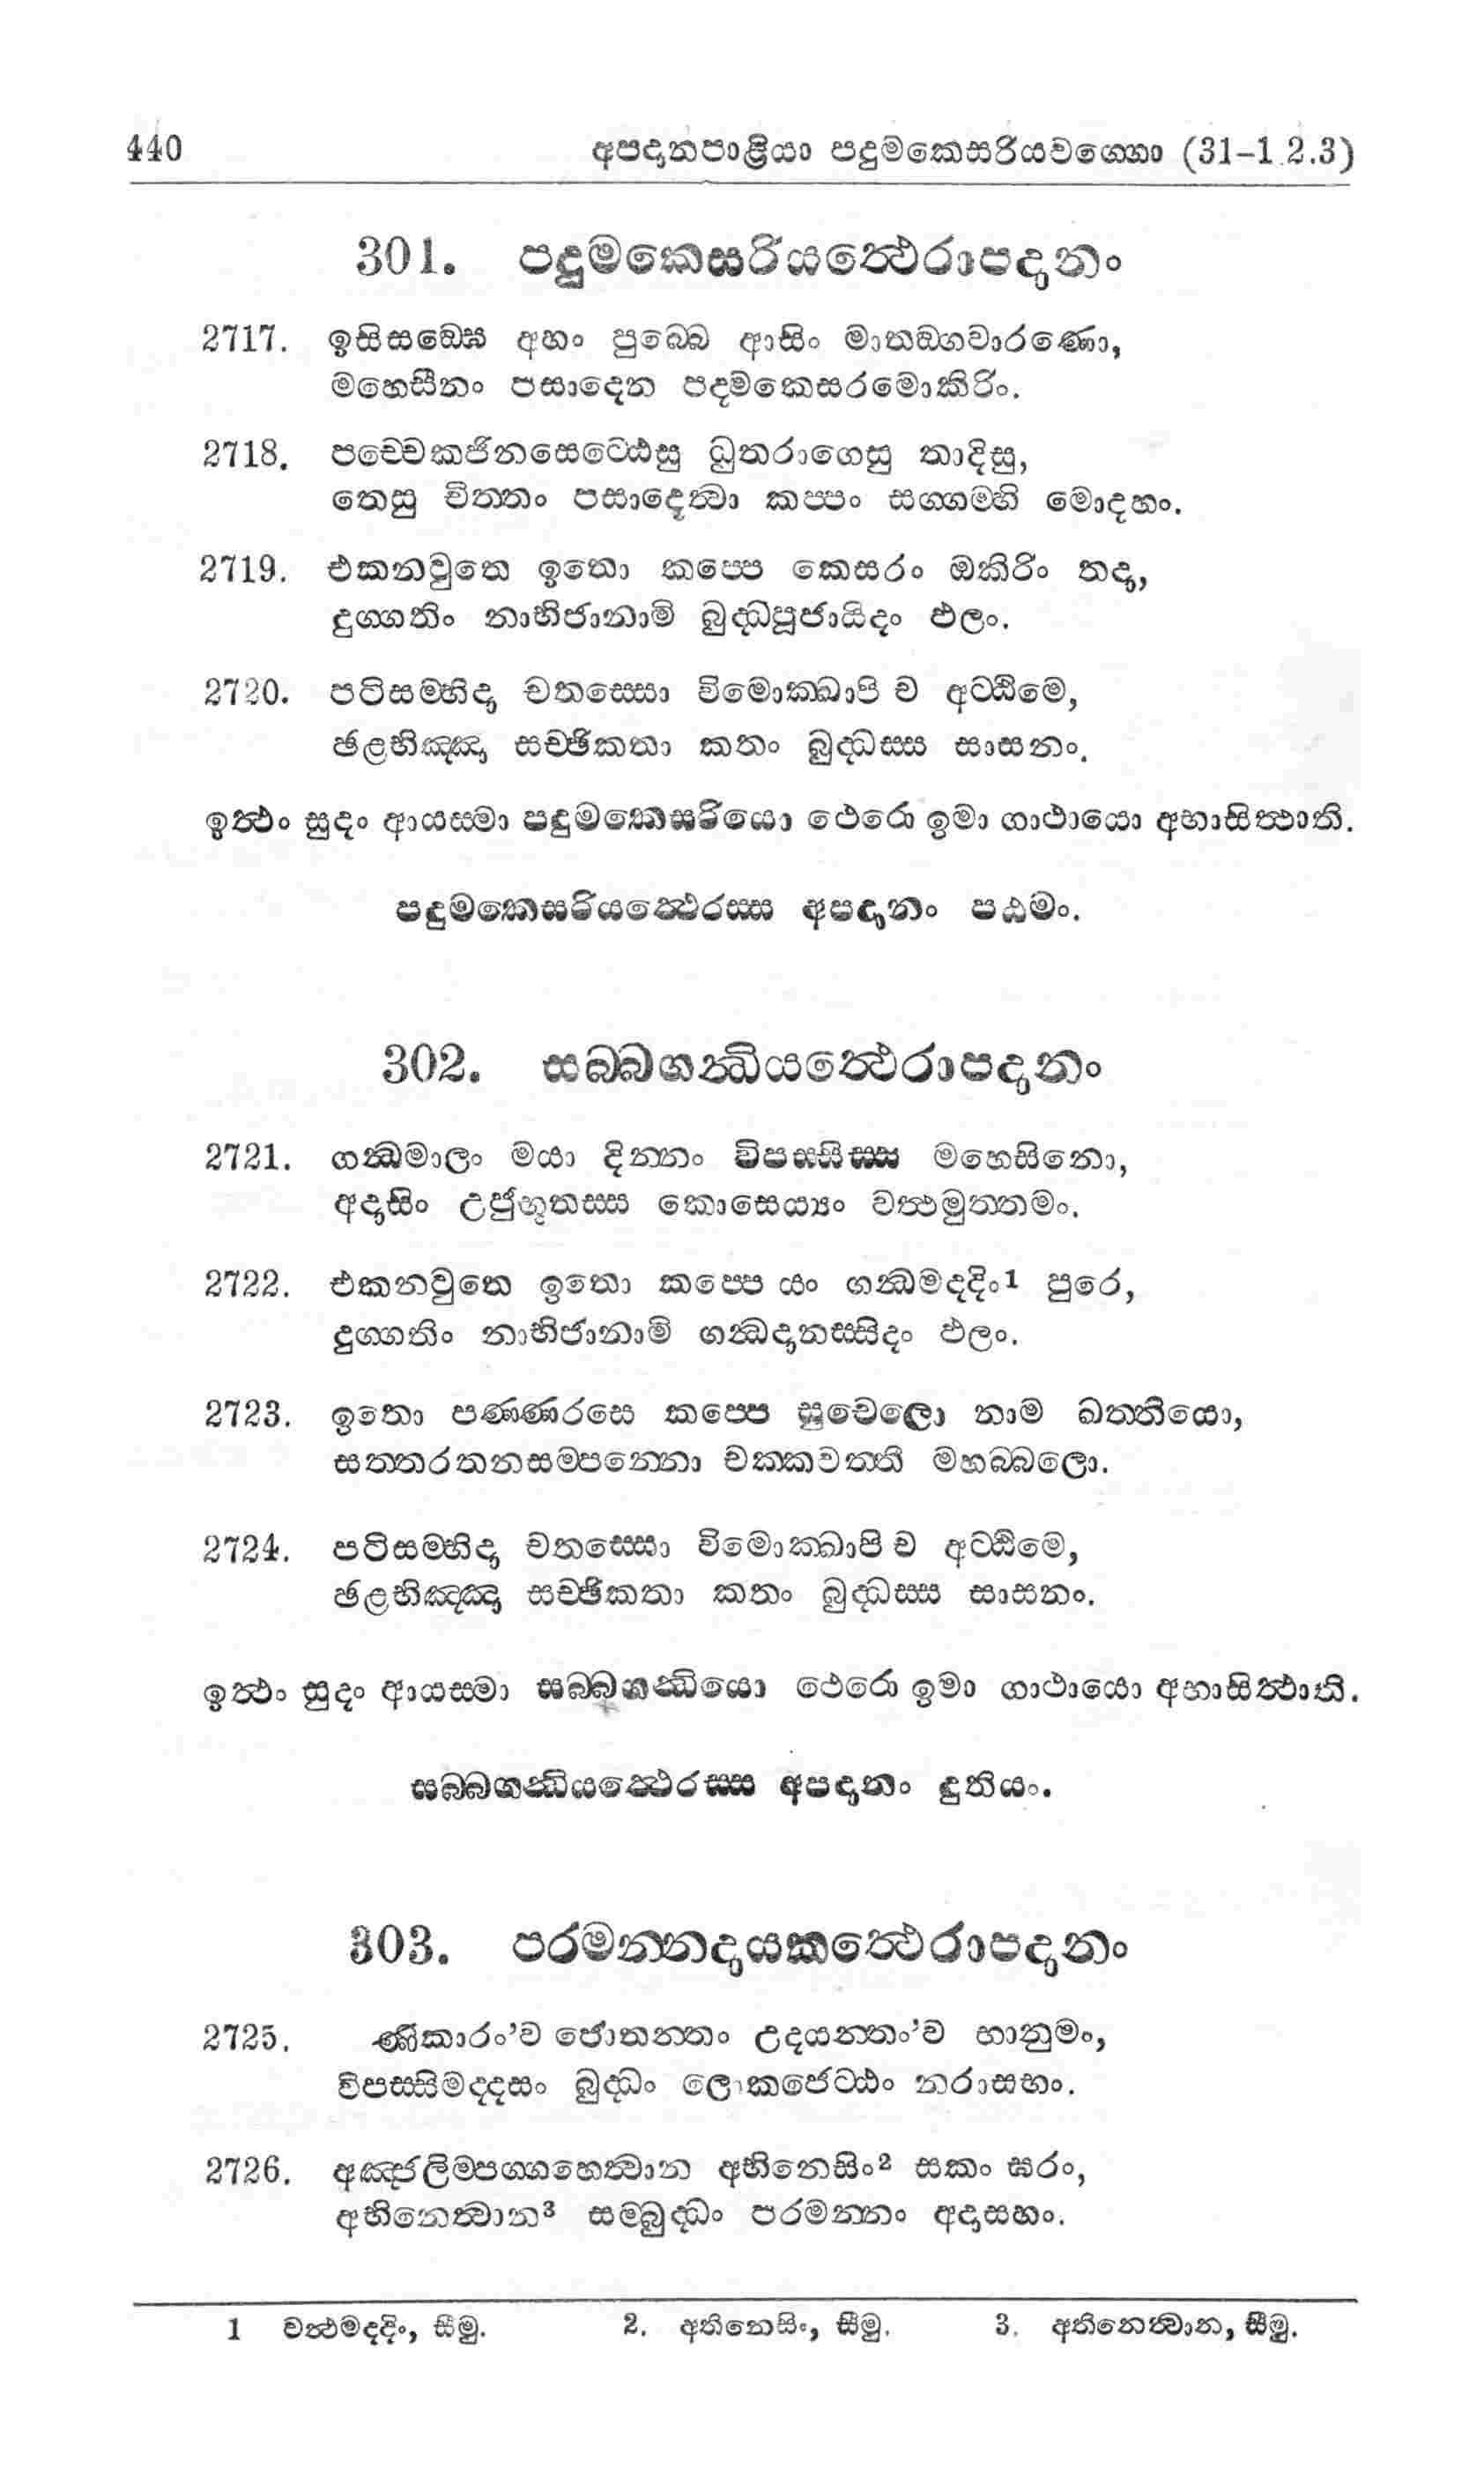 440 අපදානපාළියා පදුමකෙසරියවග්ගො (31-1.2.3)
301. පදුමකෙසරියත්ථෙරාපදානං
2717. ඉසිසඞ්ඝෙ අහං පුබ්බෙ ආසිං මාතඞ්ගවාරණො,
මහෙසීනං පසාදෙන පදමකෙසරමොකිරිං.
2718. පච්චෙකජිනසෙට්ඨෙසු ධුතරාගෙසු තාදිසු,
තෙසු චිත්තං පසාදෙත්වා කප්පං සග්ගම්හි මොදහං.
2719. එකනවුතෙ ඉතො කප්පෙ කෙසරං ඔකිරිං තදා,
දුග්ගතිං නාභිජානාමි බුද්ධපූජායිදං ඵලං.
2720. පටිසම්භිදා චතස්සො විමොක්ඛාපි ච අට්ඨිමෙ,
ඡළභිඤ්ඤා සච්ඡිකතා කතං බුද්ධස්ස සාසනං.
ඉත්ථං සුදං ආයස්මා පදුමකෙසරියො ථෙරො ඉමා ගාථායො අභාසිත්ථාති.
පදුමකෙසරියත්ථෙරස්ස අපදානං පඨමං.
302. සබ්බගන්ධියත්ථෙරාපදානං
2721. ගන්ධමාලං මයා දින්නං විපස්සිස්ස මහෙසිනො,
අදාසිං උජුභූතස්ස කොසෙය්‍යං වත්ථමුත්තමං.
2722. එකනවුතෙ ඉතො කප්පෙ යං ගන්ධමදදිං1 පුරෙ,
දුග්ගතිං නාභිජානාමි ගන්ධදානස්සිදං ඵලං.
2723. ඉතො පණ්ණරසෙ කප්පෙ සුචෙලො නාම ඛත්තියො,
සත්තරතනසම්පන්නො චක්කවත්තී මහබ්බලො.
2724. පටිසම්භිදා චතස්සො විමොක්ඛාපි ච අට්ඨිමෙ,
ඡළභිඤ්ඤා සච්ඡිකතා කතං බුද්ධස්ස සාසනං.
ඉත්ථං සුදං ආයස්මා සබ්බගන්ධියො ථෙරො ඉමා ගාථායො අභාසිත්ථාති.
සබ්බගන්ධියත්ථෙරස්ස අපදානං දුතියං.
303. පරමන්නදායකත්ථෙරාපදානං
2725. ණිකාරං’ව ජොතන්තං උදයන්තං’ව භානුමං,
විපස්සිමද්දසං බුද්ධං ලොකජෙට්ඨං නරාසභං.
2726. අඤ්ජලිම්පග්ගහෙත්වාන අභිනෙසිං2 සකං ඝරං,
අභිනෙත්වාන3 සම්බුද්ධං පරමන්නං අදාසහං.
1 වත්ථමදදිං, සීමු. 2. අතිනෙසිං, සීමු. 3. අතිනෙත්වාන, සීමු.